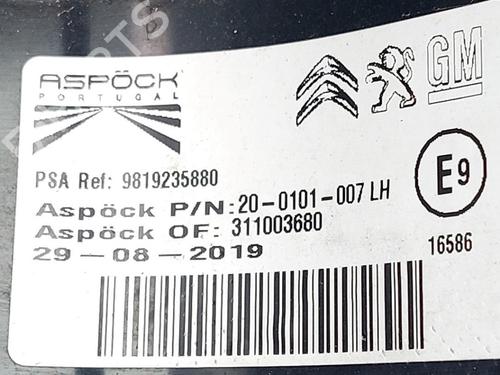 ASPÖCK
PORTUGAL
GM
PSA Ref: 9819235880
Aspöck P/N: 20-0101-007 LH
Aspöck OF: 311003680
29-08-2019
E9
16586